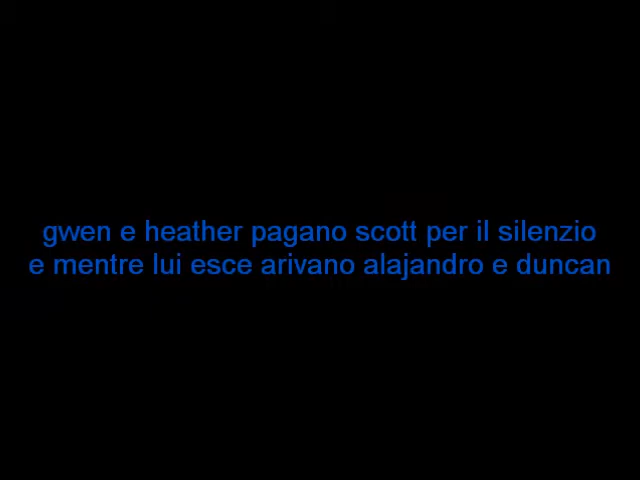 gwen e heather pagano scott per il silenzio
e mentre lui esce arivano alajandro e duncan